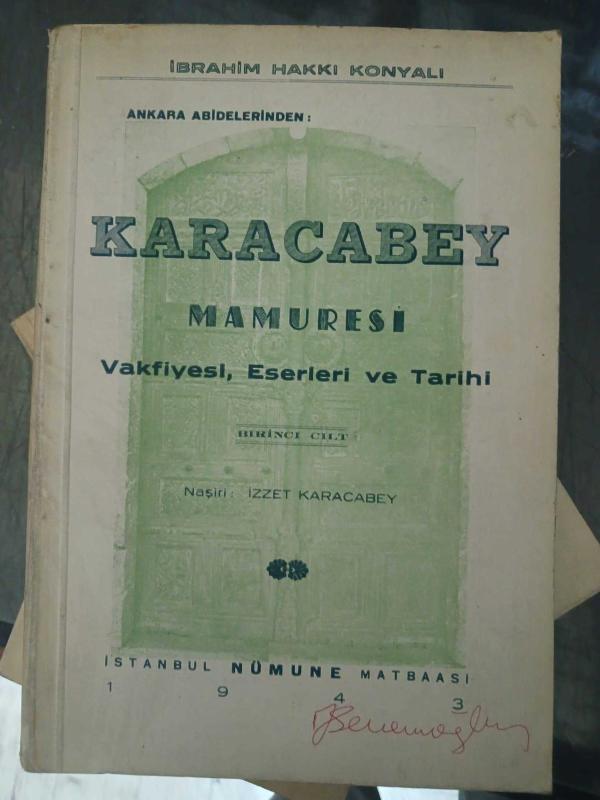 İBRAHİM HAKKI KONYALI
ANKARA ABİDELERİNDEN :
KARACABEY
MAMURESİ
Vakfiyesi, Eserleri ve Tarihi
BİRİNCİ CİLT
Naşiri : İZZET KARACABEY
İSTANBUL NÜMUNE MATBAASI
1 9 4 3